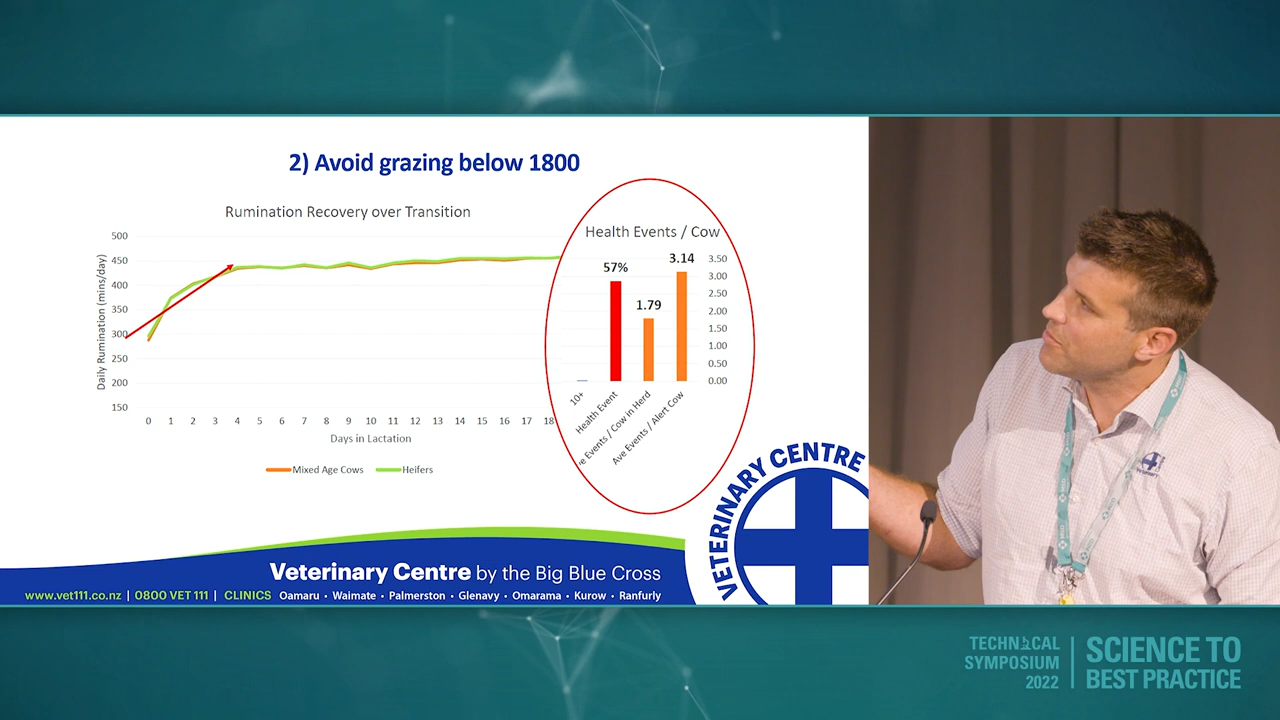 2) Avoid grazing below 1800
Rumination Recovery over Transition
500
450
400
350
300
250
200
150
Daily Rumination (mins/day)
0 1 2 3 4 5 6 7 8 9 10 11 12 13 14 15 16 17 18
Days in Lactation
Mixed Age Cows Heifers
Health Events / Cow
57%
1.79
3.14
3.50
3.00
2.50
2.00
1.50
1.00
0.50
0.00
10+
Health Event
e Events / Cow in Herd
Ave Events / Alert Cow
VETERINARY CENTRE
Veterinary Centre by the Big Blue Cross
www.vet111.co.nz | 0800 VET 111 | CLINICS Oamaru • Waimate • Palmerston • Glenavy • Omarama • Kurow • Ranfurly
TECHNICAL
SYMPOSIUM
2022
SCIENCE TO
BEST PRACTICE